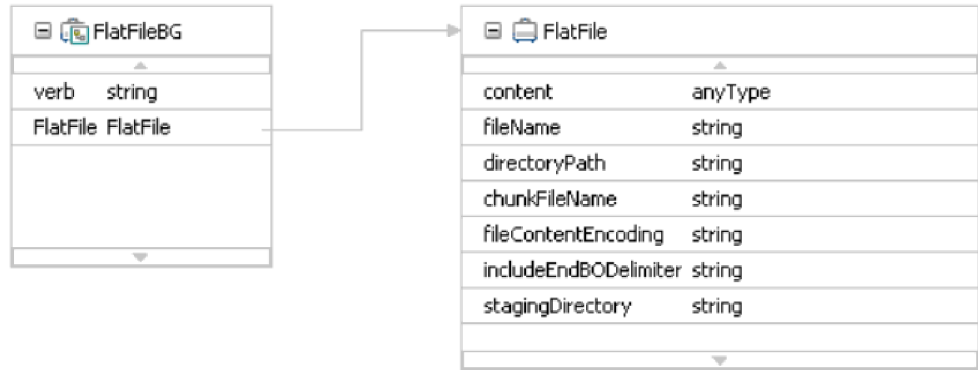 FlatFileBG
verb string
FlatFile FlatFile
FlatFile
content anyType
fileName string
directoryPath string
chunkFileName string
fileContentEncoding string
includeEndBODelimiter string
stagingDirectory string